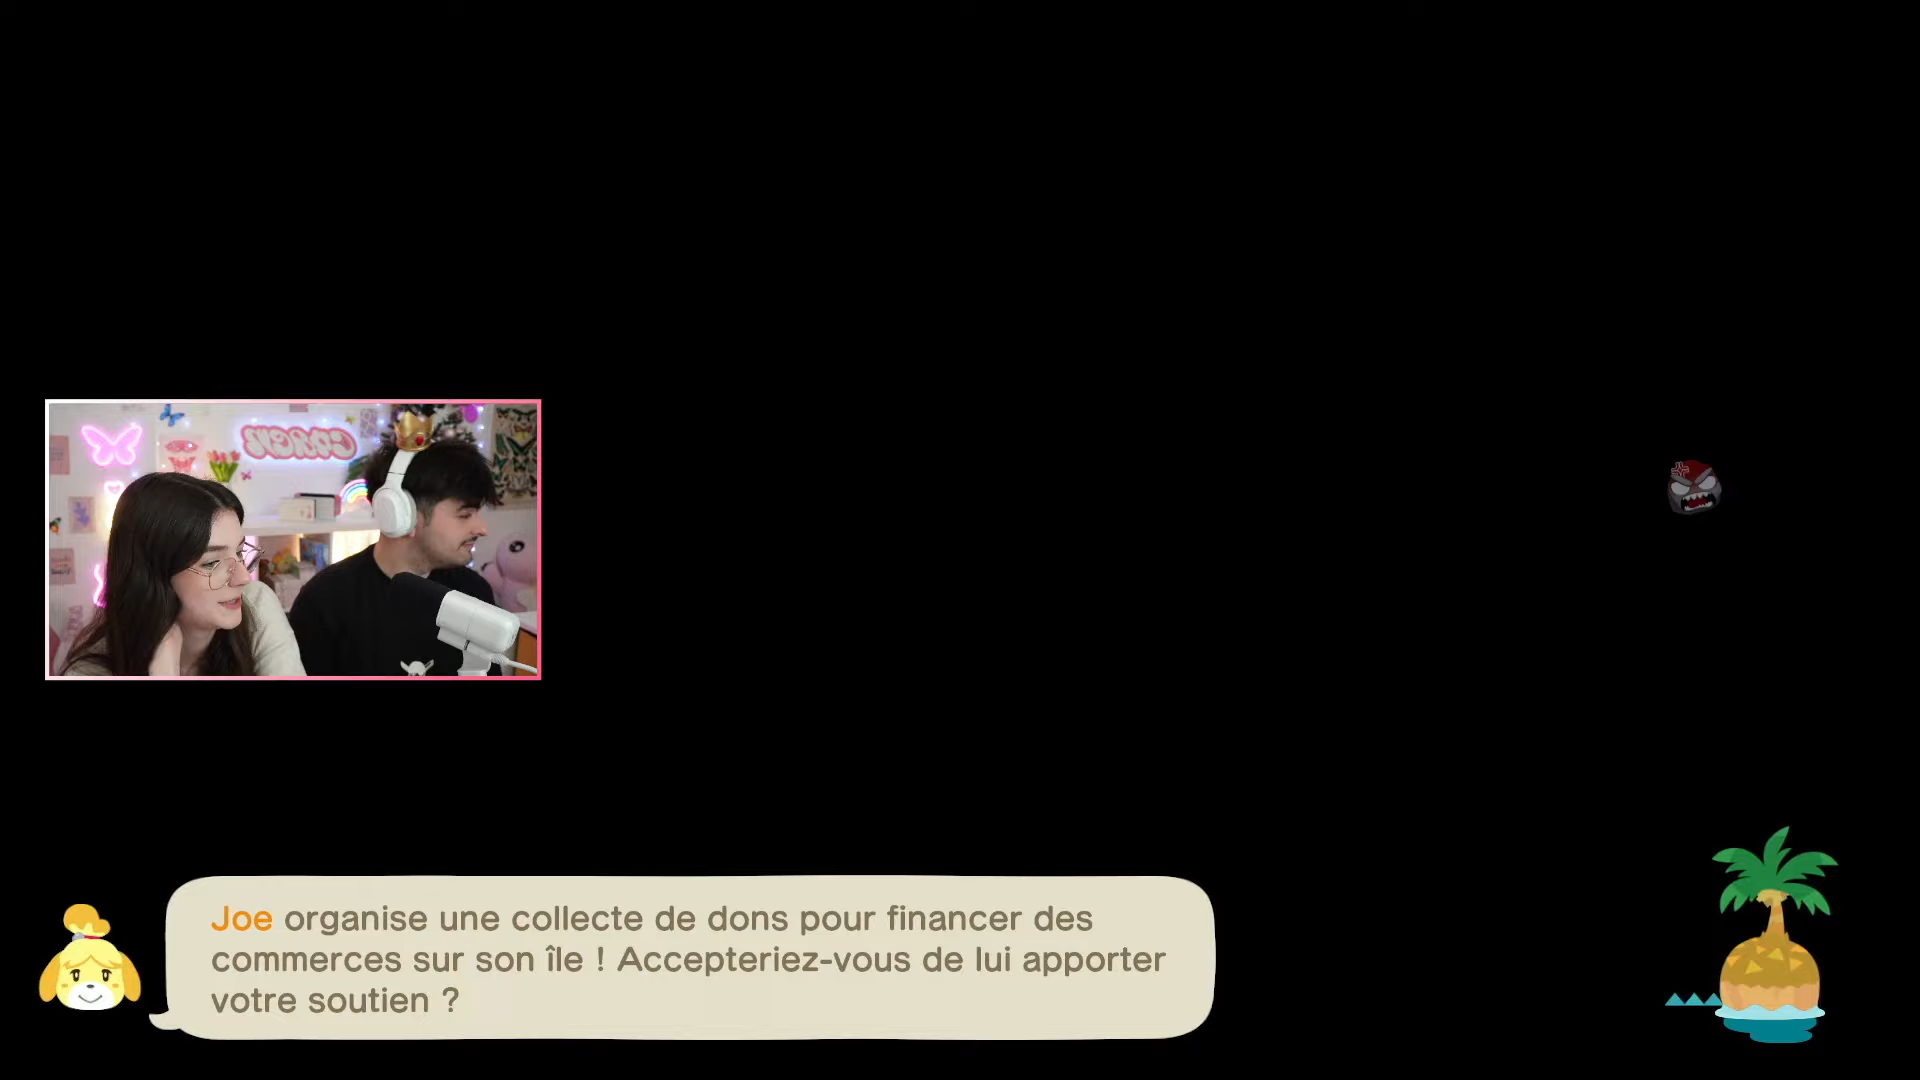 Joe organise une collecte de dons pour financer des
commerces sur son île ! Accepteriez-vous de lui apporter
votre soutien ?